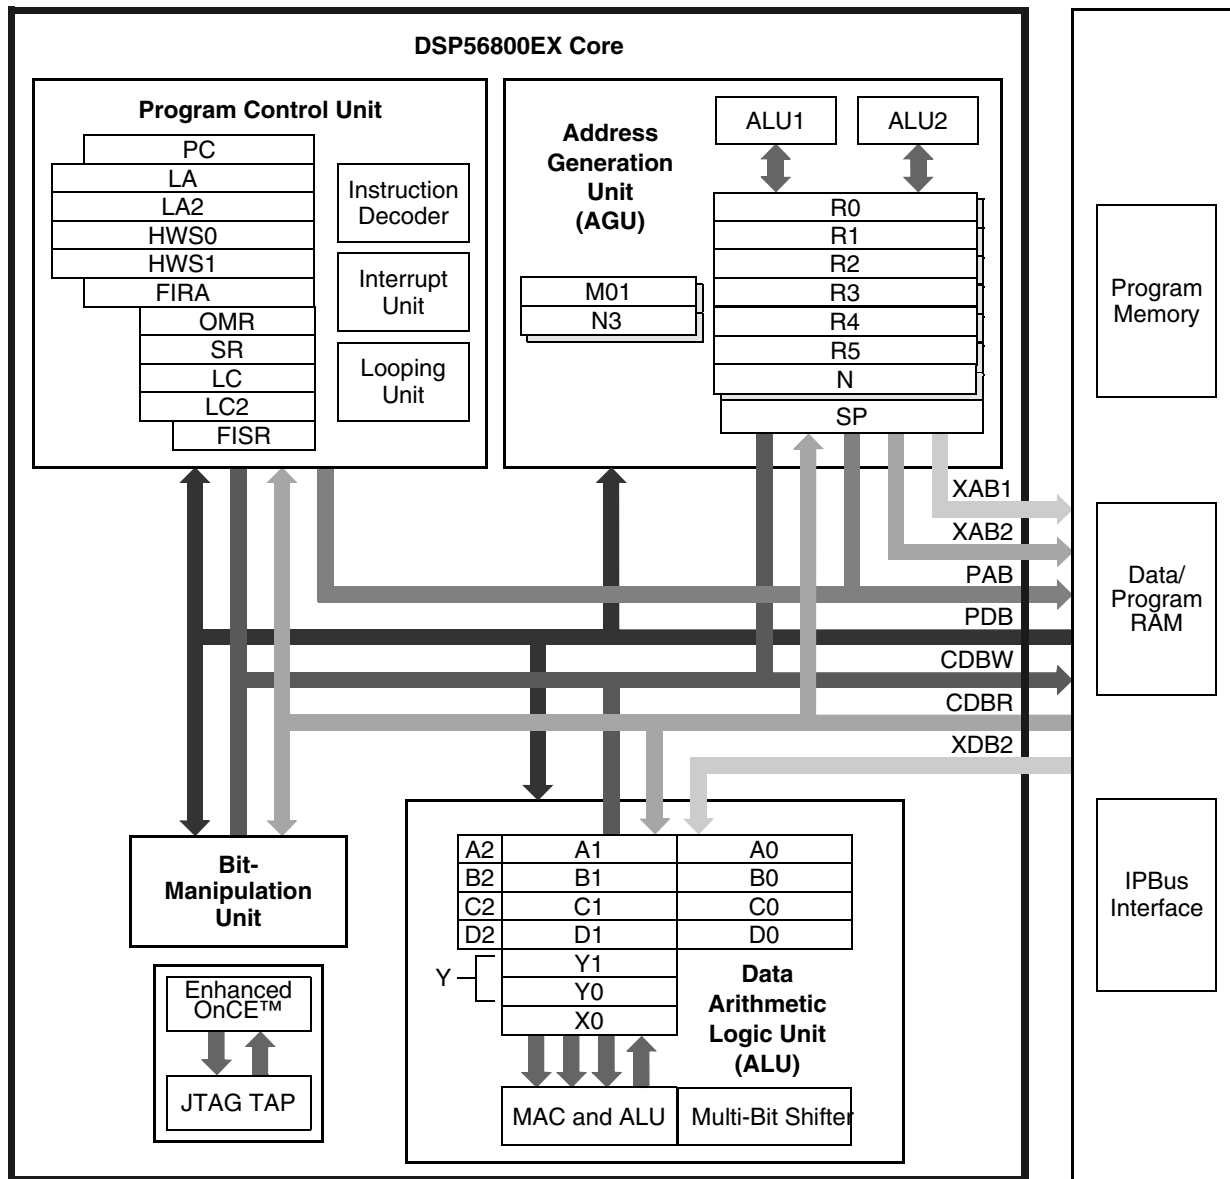 DSP56800EX Core
Program Control Unit
PC
LA
LA2
HWS0
HWS1
FIRA
OMR
SR
LC
LC2
FISR
Instruction
Decoder
Interrupt
Unit
Looping
Unit
Address
Generation
Unit
(AGU)
ALU1
ALU2
R0
R1
R2
R3
R4
R5
N
SP
M01
N3
XAB1
XAB2
PAB
PDB
CDBW
CDBR
XDB2
Program
Memory
Data/
Program
RAM
IPBus
Interface
Bit-
Manipulation
Unit
Enhanced
OnCE™
JTAG TAP
A2 A1 A0
B2 B1 B0
C2 C1 C0
D2 D1 D0
Y
Y1
Y0
X0
Data
Arithmetic
Logic Unit
(ALU)
MAC and ALU
Multi-Bit Shifter